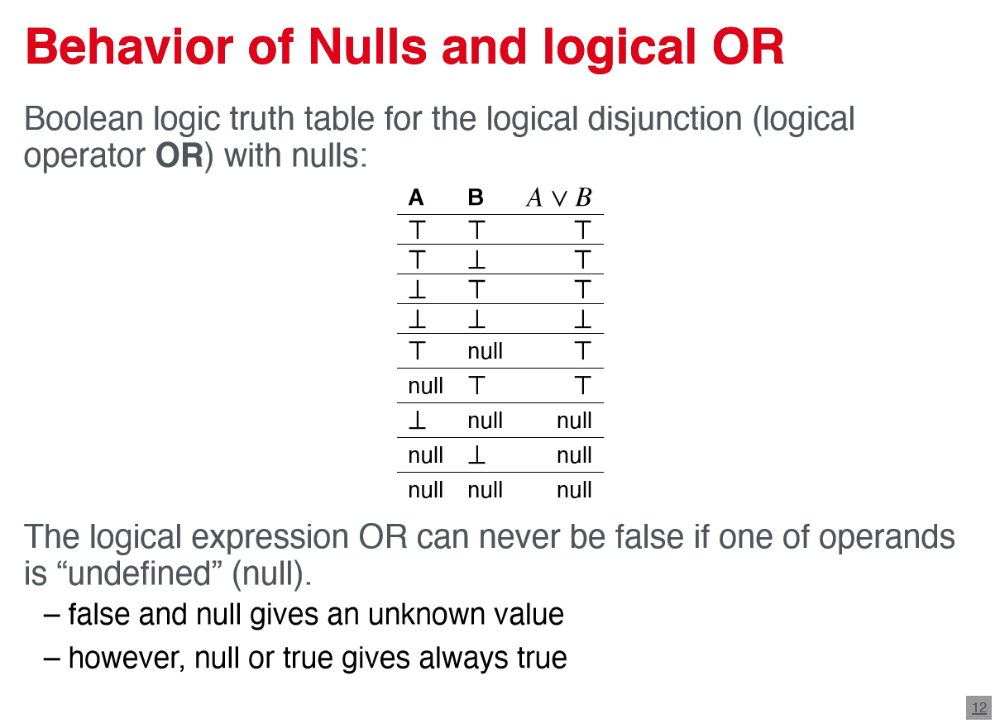 Behavior of Nulls and logical OR
Boolean logic truth table for the logical disjunction (logical
operator OR) with nulls:
A B A ∨ B
⊤ ⊤ ⊤
⊤ ⊥ ⊤
⊥ ⊤ ⊤
⊥ ⊥ ⊥
⊤ null ⊤
null ⊤ ⊤
⊥ null null
null ⊥ null
null null null
The logical expression OR can never be false if one of operands
is “undefined” (null).
– false and null gives an unknown value
– however, null or true gives always true
12